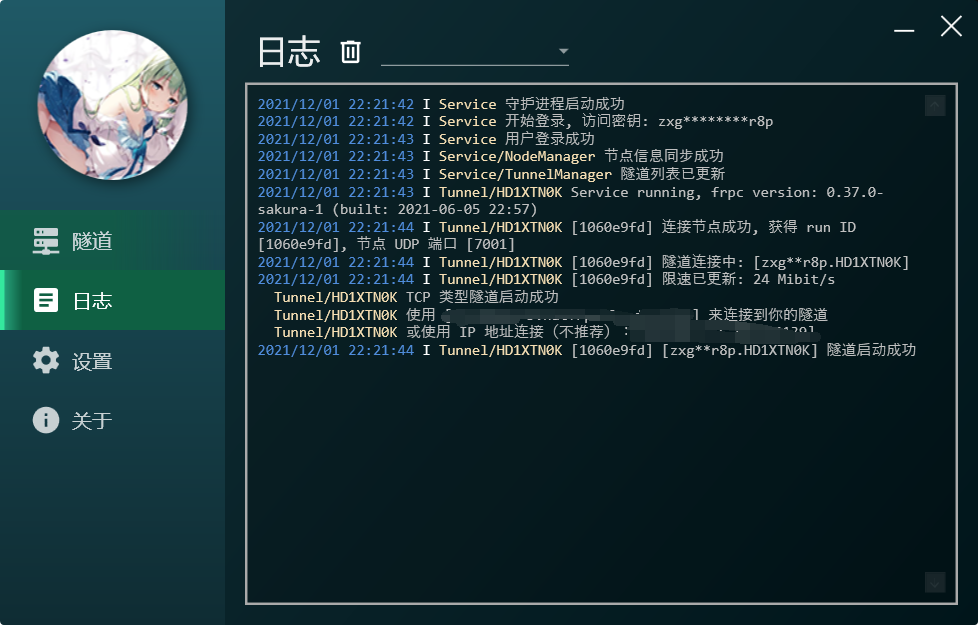 日志
2021/12/01 22:21:42 I Service 守护进程启动成功
2021/12/01 22:21:42 I Service 开始登录, 访问密钥: zxg********r8p
2021/12/01 22:21:43 I Service 用户登录成功
2021/12/01 22:21:43 I Service/NodeManager 节点信息同步成功
2021/12/01 22:21:43 I Service/TunnelManager 隧道列表已更新
2021/12/01 22:21:43 I Tunnel/HD1XTN0K Service running, frpc version: 0.37.0-
sakura-1 (built: 2021-06-05 22:57)
2021/12/01 22:21:44 I Tunnel/HD1XTN0K [1060e9fd] 连接节点成功, 获得 run ID
[1060e9fd], 节点 UDP 端口 [7001]
2021/12/01 22:21:44 I Tunnel/HD1XTN0K [1060e9fd] 隧道连接中: [zxg**r8p.HD1XTN0K]
2021/12/01 22:21:44 I Tunnel/HD1XTN0K [1060e9fd] 限速已更新: 24 Mibit/s
Tunnel/HD1XTN0K TCP 类型隧道启动成功
Tunnel/HD1XTN0K 使用 [ ] 来连接到你的隧道
Tunnel/HD1XTN0K 或使用 IP 地址连接（不推荐）：
2021/12/01 22:21:44 I Tunnel/HD1XTN0K [1060e9fd] [zxg**r8p.HD1XTN0K] 隧道启动成功
隧道
日志
设置
关于